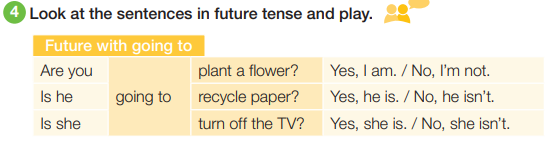 4 Look at the sentences in future tense and play.
Future with going to
Are you plant a flower? Yes, I am. / No, I'm not.
Is he going to recycle paper? Yes, he is. / No, he isn't.
Is she turn off the TV? Yes, she is. / No, she isn't.